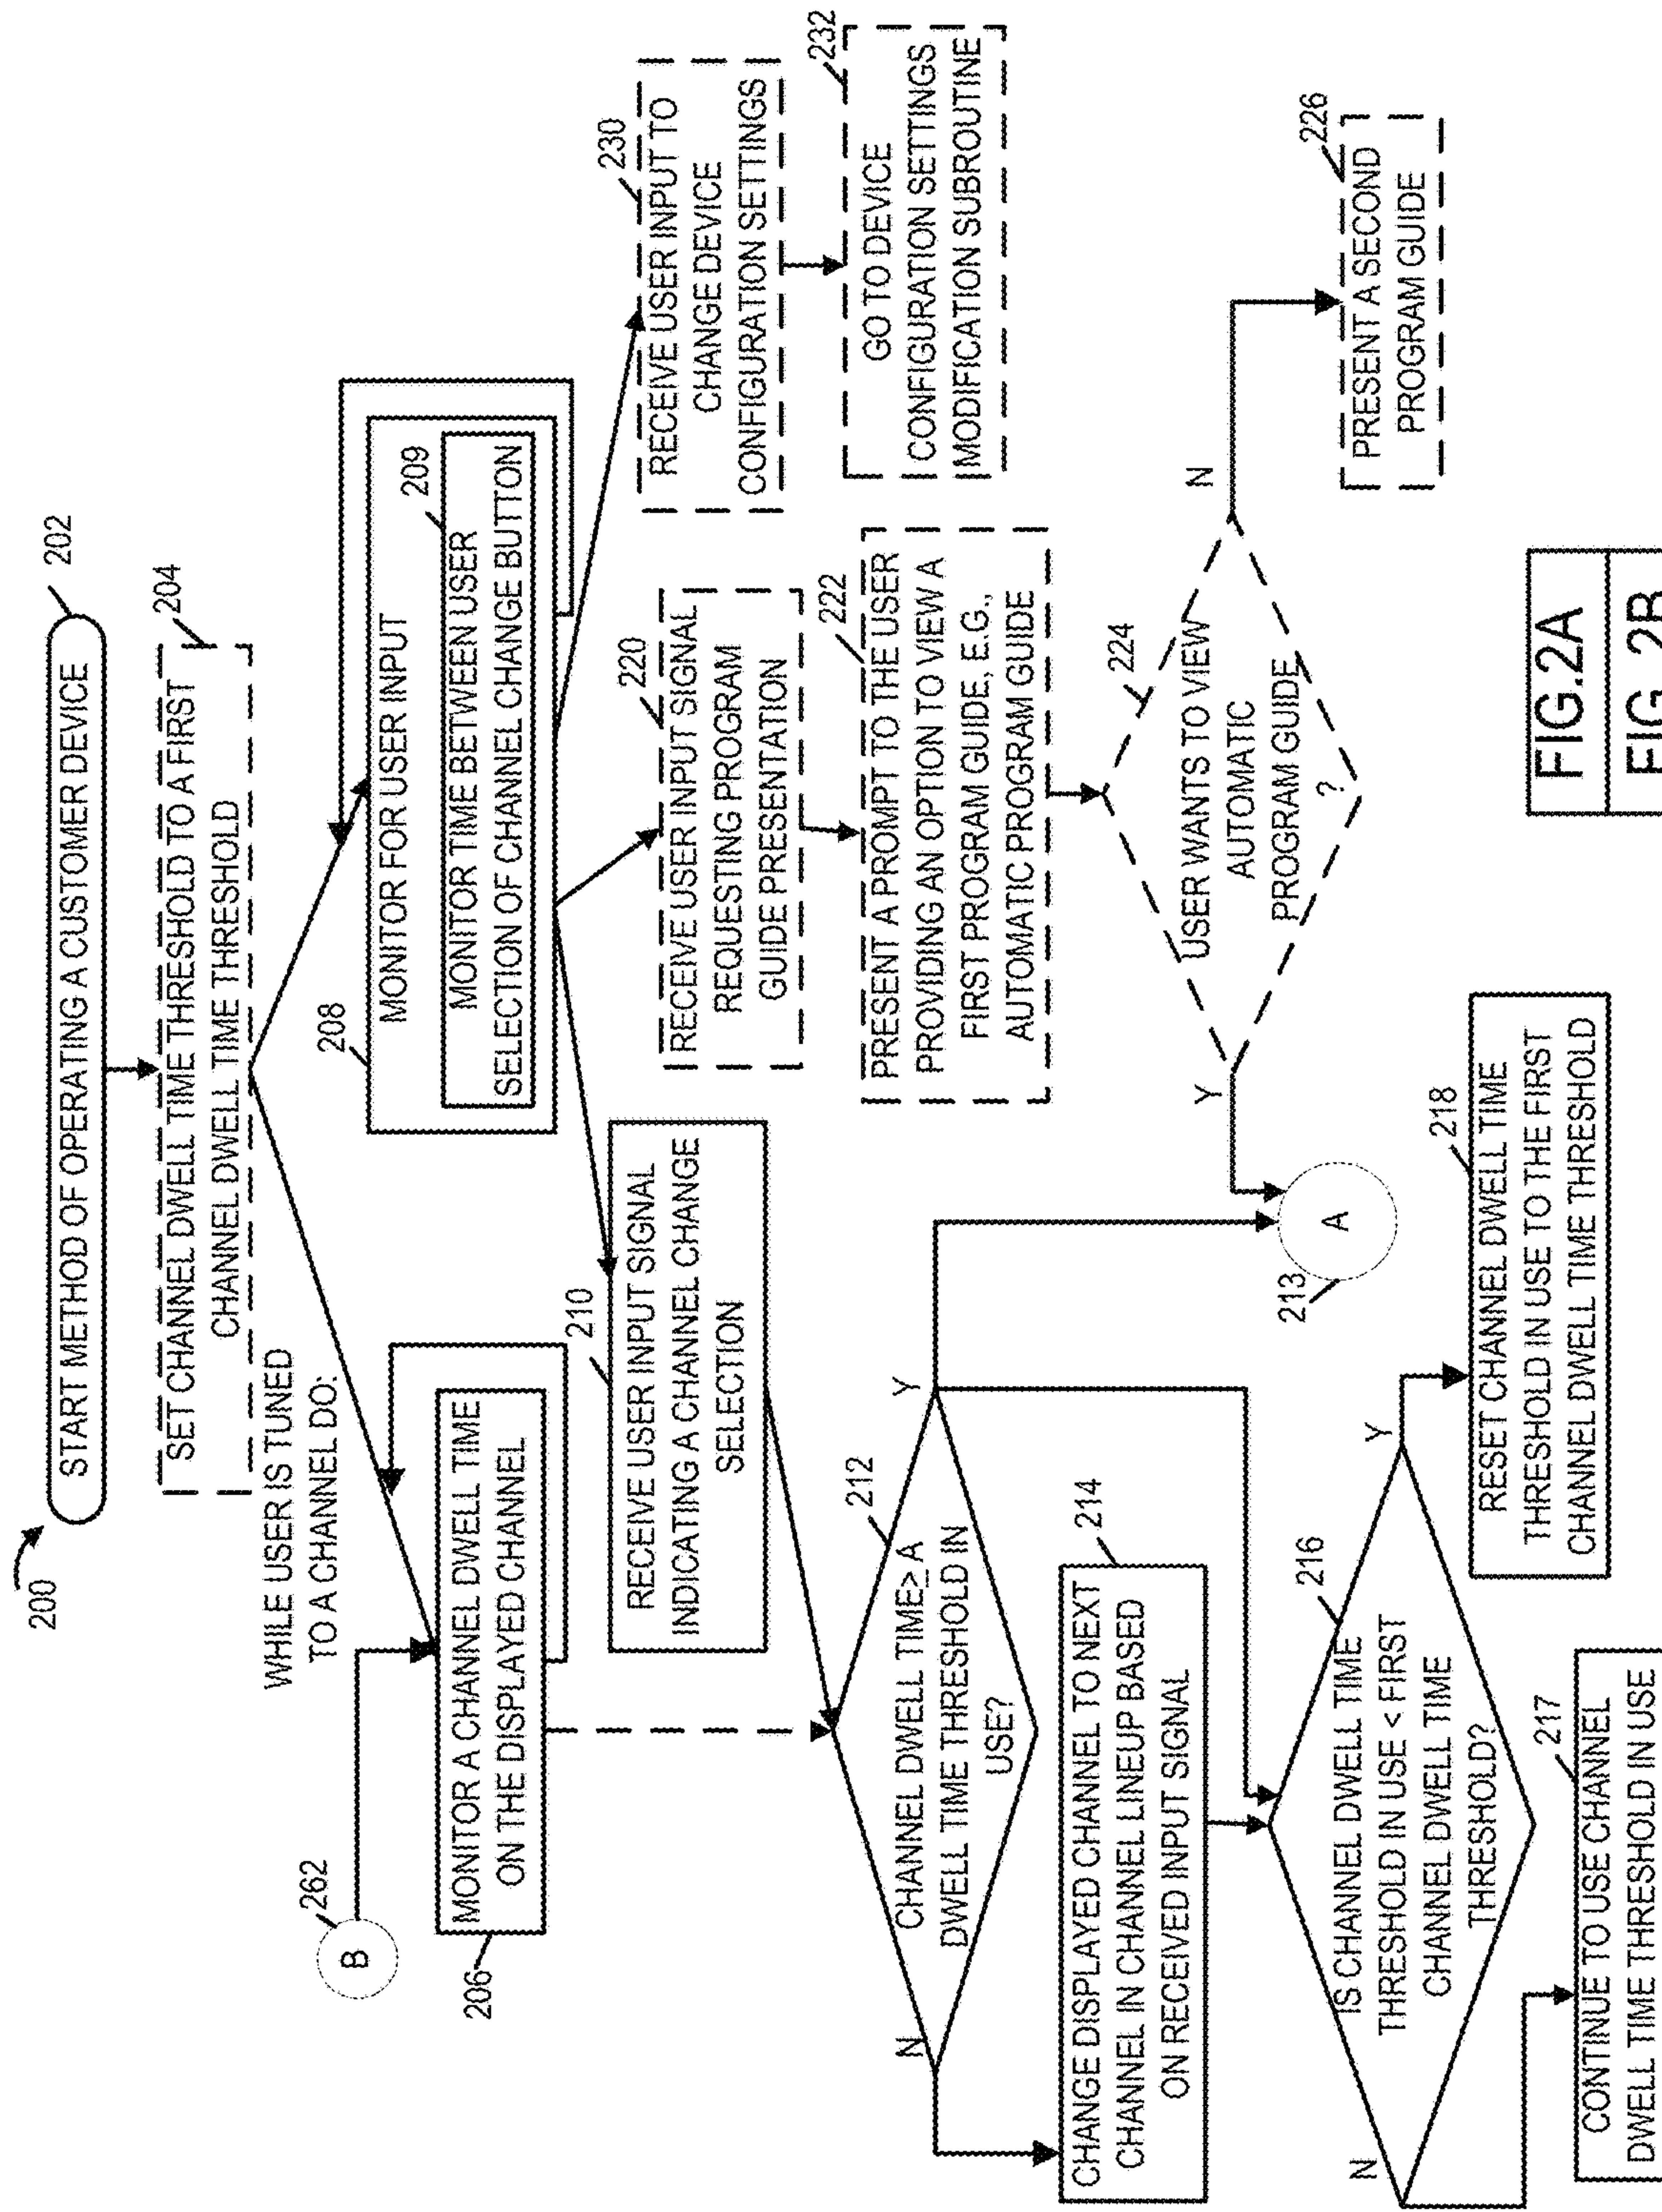 200
START METHOD OF OPERATING A CUSTOMER DEVICE
202
SET CHANNEL DWELL TIME THRESHOLD TO A FIRST
CHANNEL DWELL TIME THRESHOLD
204
WHILE USER IS TUNED
TO A CHANNEL DO:
B
262
MONITOR A CHANNEL DWELL TIME
ON THE DISPLAYED CHANNEL
206
208
MONITOR FOR USER INPUT
209
MONITOR TIME BETWEEN USER
SELECTION OF CHANNEL CHANGE BUTTON
210
RECEIVE USER INPUT SIGNAL
INDICATING A CHANNEL CHANGE
SELECTION
220
RECEIVE USER INPUT SIGNAL
REQUESTING PROGRAM
GUIDE PRESENTATION
230
RECEIVE USER INPUT TO
CHANGE DEVICE
CONFIGURATION SETTINGS
232
GO TO DEVICE
CONFIGURATION SETTINGS
MODIFICATION SUBROUTINE
212
CHANNEL DWELL TIME≥ A
DWELL TIME THRESHOLD IN
USE?
N
Y
222
PRESENT A PROMPT TO THE USER
PROVIDING AN OPTION TO VIEW A
FIRST PROGRAM GUIDE, E.G.,
AUTOMATIC PROGRAM GUIDE
214
CHANGE DISPLAYED CHANNEL TO NEXT
CHANNEL IN CHANNEL LINEUP BASED
ON RECEIVED INPUT SIGNAL
224
USER WANTS TO VIEW
AUTOMATIC
PROGRAM GUIDE
?
Y
N
213
A
226
PRESENT A SECOND
PROGRAM GUIDE
216
IS CHANNEL DWELL TIME
THRESHOLD IN USE < FIRST
CHANNEL DWELL TIME
THRESHOLD?
N
Y
218
RESET CHANNEL DWELL TIME
THRESHOLD IN USE TO THE FIRST
CHANNEL DWELL TIME THRESHOLD
217
CONTINUE TO USE CHANNEL
DWELL TIME THRESHOLD IN USE
FIG.2A
FIG. 2B